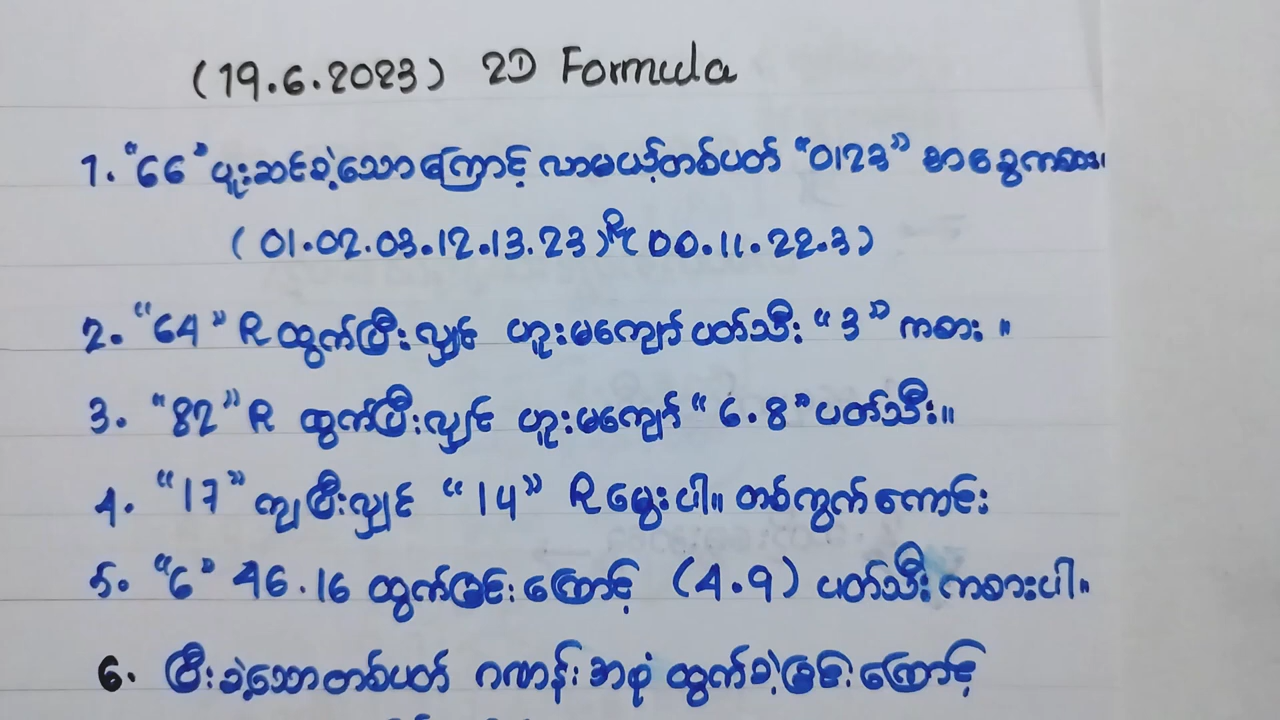 (19.6.2023) 2D Formula
1. "66" ပူးဆင်းခဲ့သောကြောင့် လာမယ့်တစ်ပတ် "0123" စာခွေကစား။
(01.02.03.12.13.23)R(00.11.22.3)
2. "64" R ထွက်ပြီးလျှင် ဟူးမကျော် ပတ်သီး "3" ကစား ။
3. "82" R ထွက်ပြီးလျှင် ဟူးမကျော် "6.8" ပတ်သီး။
4. "17" ကျပြီးလျှင် "14" R မွေးပါ။ တစ်ကွက်ကောင်း
5. "6" 46.16 ထွက်ခြင်းကြောင့် (4.9) ပတ်သီးကစားပါ။
6. ပြီးခဲ့သောတစ်ပတ် ဂဏန်းအစုံ ထွက်ခဲ့ခြင်းကြောင့်